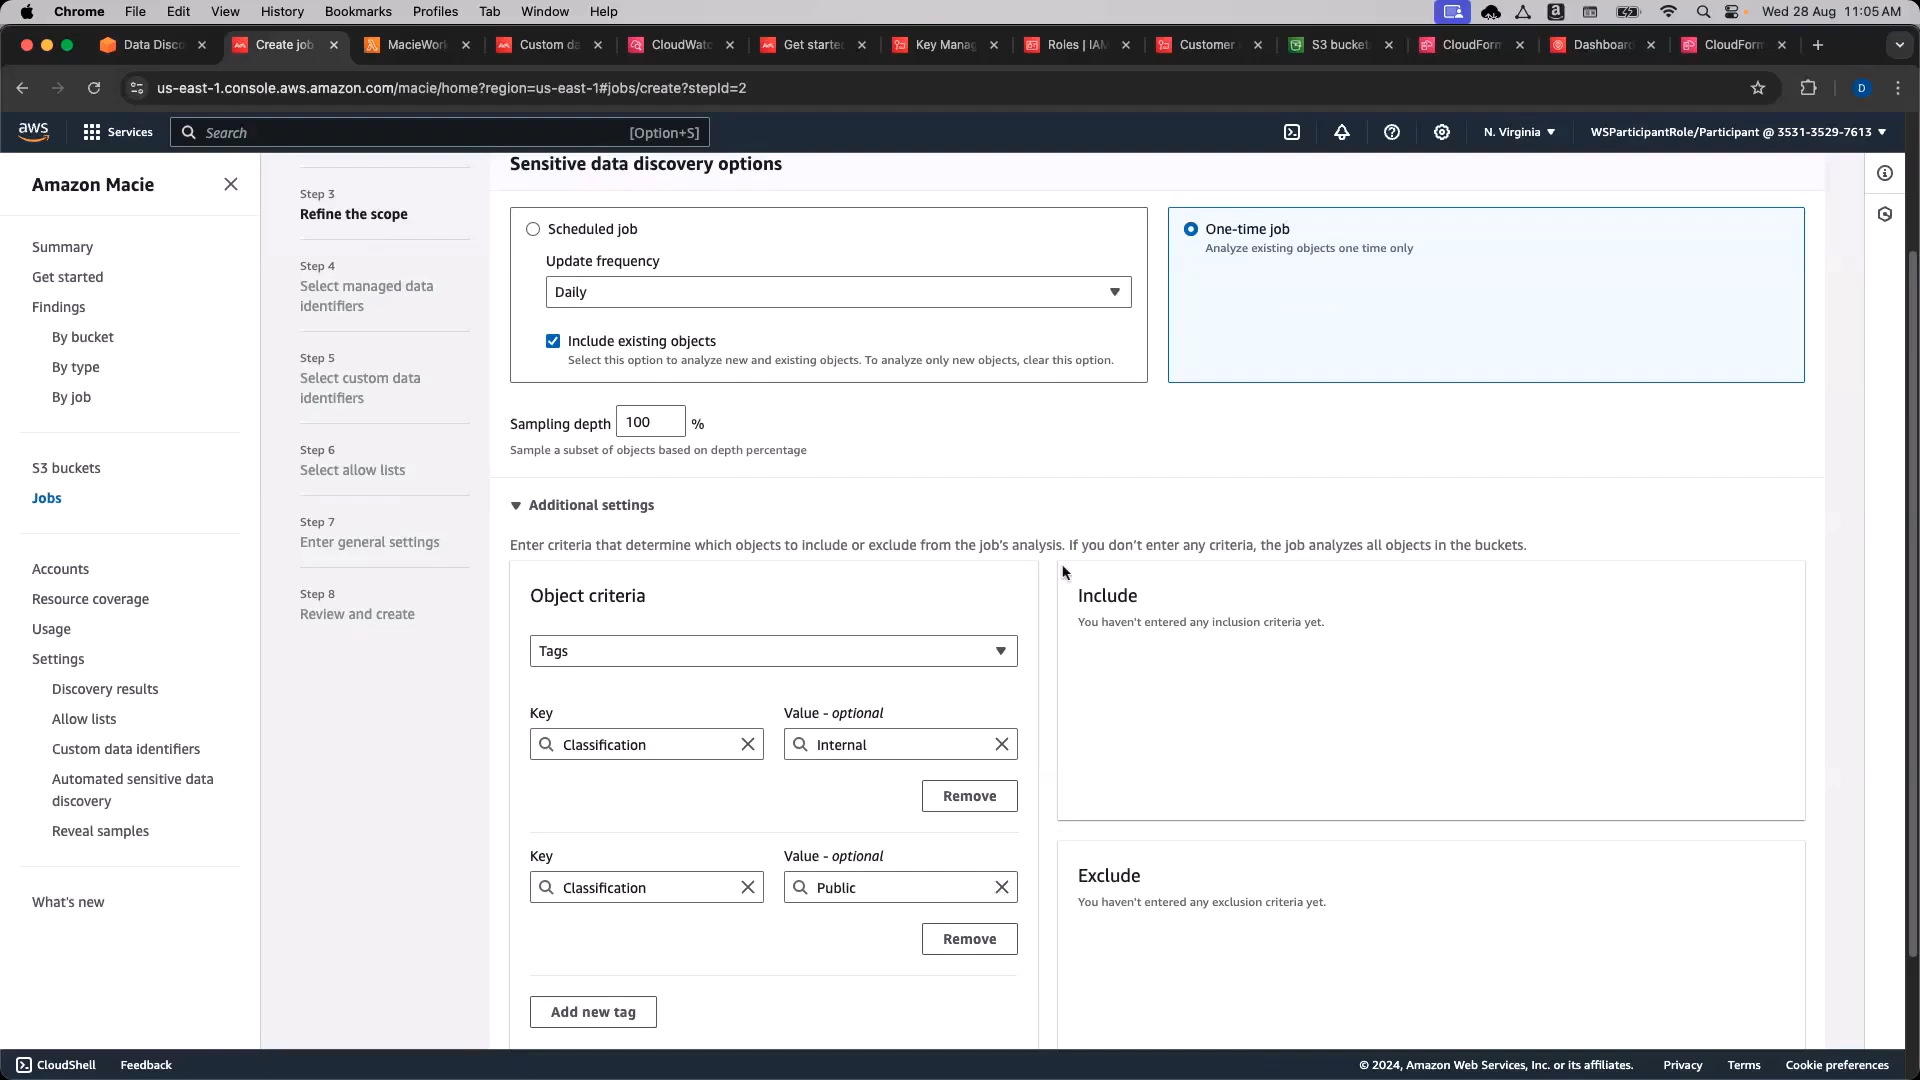 Chrome File Edit View History Bookmarks Profiles Tab Window Help
Wed 28 Aug 11:05 AM
Data Disco
Create job
MacieWor
Custom da
CloudWat
Get starte
Key Manag
Roles | IAM
Customer
S3 bucket
CloudForm
Dashboard
CloudForm
us-east-1.console.aws.amazon.com/macie/home?region=us-east-1#jobs/create?stepId=2
D
aws
Services
Search
[Option+S]
N. Virginia
WSParticipantRole/Participant @ 3531-3529-7613
Amazon Macie
Summary
Get started
Findings
By bucket
By type
By job
S3 buckets
Jobs
Accounts
Resource coverage
Usage
Settings
Discovery results
Allow lists
Custom data identifiers
Automated sensitive data
discovery
Reveal samples
What's new
Step 3
Refine the scope
Step 4
Select managed data
identifiers
Step 5
Select custom data
identifiers
Step 6
Select allow lists
Step 7
Enter general settings
Step 8
Review and create
Sensitive data discovery options
Scheduled job
Update frequency
Daily
Include existing objects
Select this option to analyze new and existing objects. To analyze only new objects, clear this option.
One-time job
Analyze existing objects one time only
Sampling depth 100 %
Sample a subset of objects based on depth percentage
Additional settings
Enter criteria that determine which objects to include or exclude from the job's analysis. If you don't enter any criteria, the job analyzes all objects in the buckets.
Object criteria
Tags
Key Value - optional
Classification Internal
Remove
Key Value - optional
Classification Public
Remove
Add new tag
Include
You haven't entered any inclusion criteria yet.
Exclude
You haven't entered any exclusion criteria yet.
CloudShell Feedback
© 2024, Amazon Web Services, Inc. or its affiliates. Privacy Terms Cookie preferences